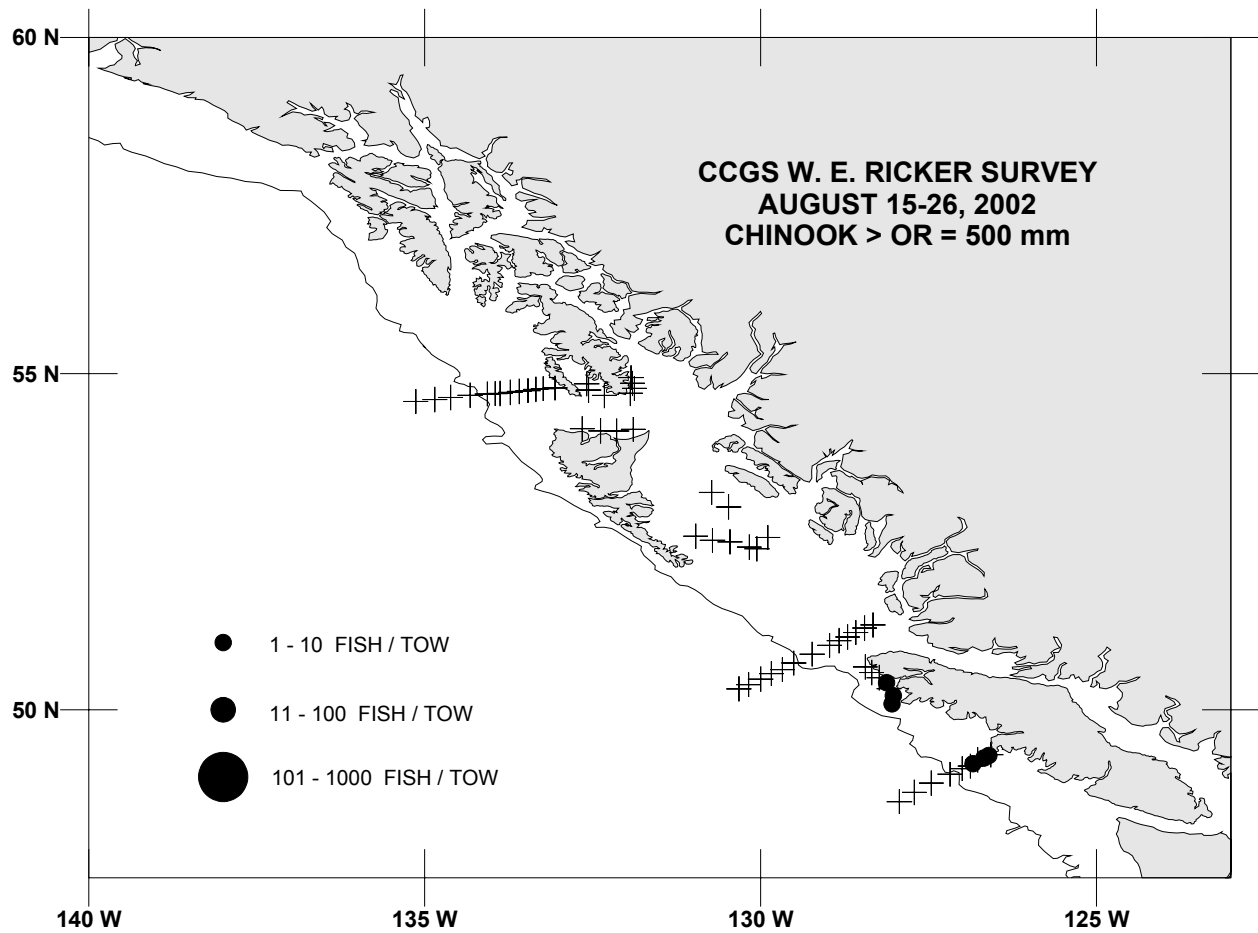 60 N
CCGS W. E. RICKER SURVEY
AUGUST 15-26, 2002
CHINOOK > OR = 500 mm
55 N
1 - 10 FISH / TOW
50 N
11 - 100 FISH / TOW
101 - 1000 FISH / TOW
140 W
135 W
130 W
125 W